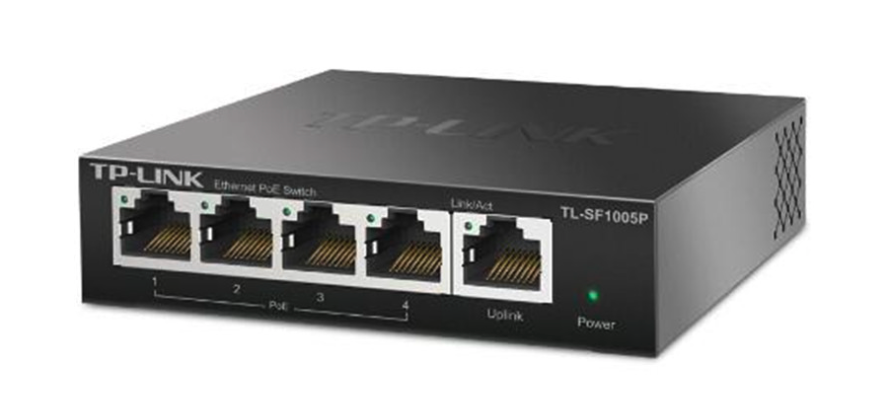 TP-LINK
TP-LINK
Ethernet PoE Switch
Link/Act
TL-SF1005P
1
2
3
4
PoE
Uplink
Power